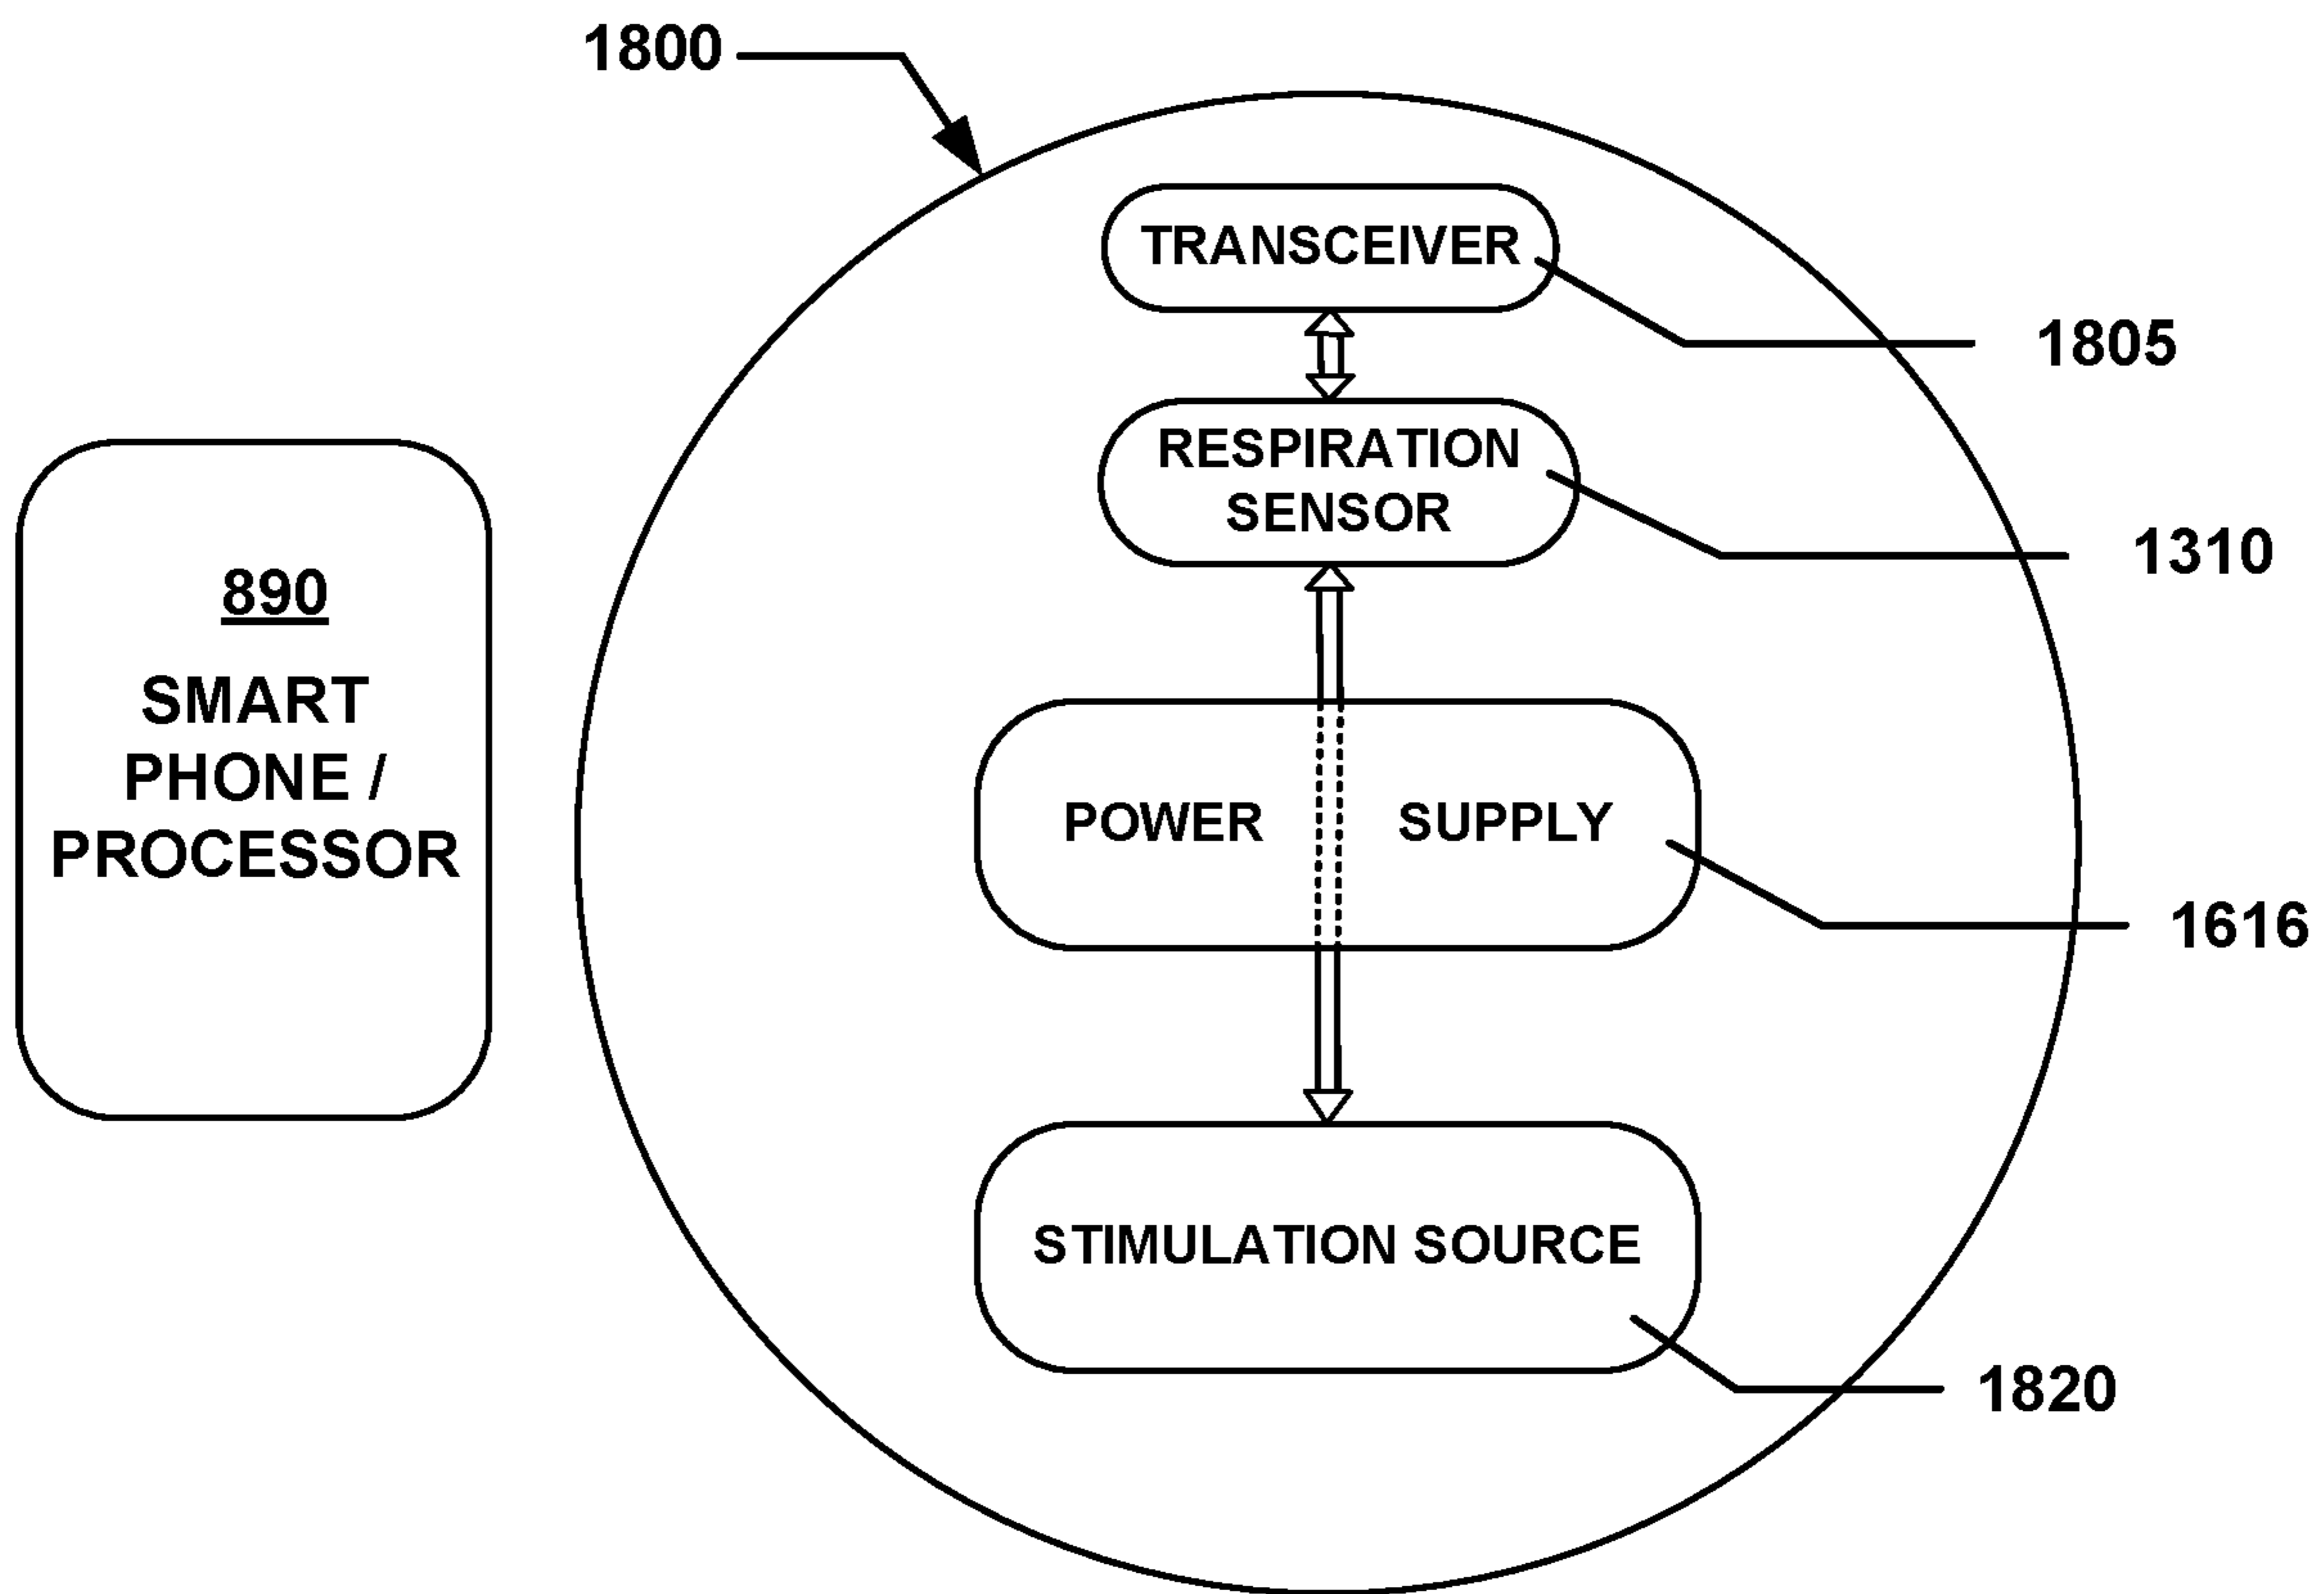 1800
TRANSCEIVER
1805
RESPIRATION
SENSOR
1310
890
SMART
PHONE /
PROCESSOR
POWER SUPPLY
1616
STIMULATION SOURCE
1820